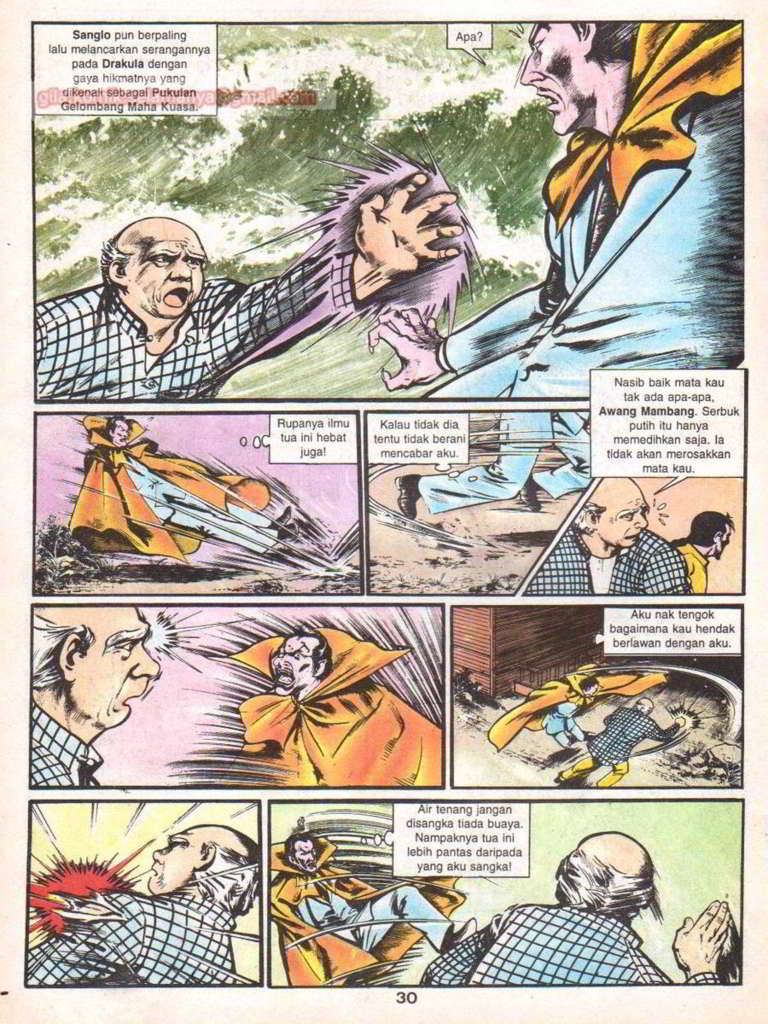 Sanglo pun berpaling
lalu melancarkan serangannya
pada Drakula dengan
gaya hikmatnya yang
dikenali sebagai Pukulan
Gelombang Maha Kuasa.
Apa?
Rupanya ilmu
tua ini hebat
juga!
Kalau tidak dia
tentu tidak berani
mencabar aku.
Nasib baik mata kau
tak ada apa-apa,
Awang Mambang. Serbuk
putih itu hanya
memedihkan saja. Ia
tidak akan merosakkan
mata kau.
Aku nak tengok
bagaimana kau hendak
berlawan dengan aku.
Air tenang jangan
disangka tiada buaya.
Nampaknya tua ini
lebih pantas daripada
yang aku sangka!
30